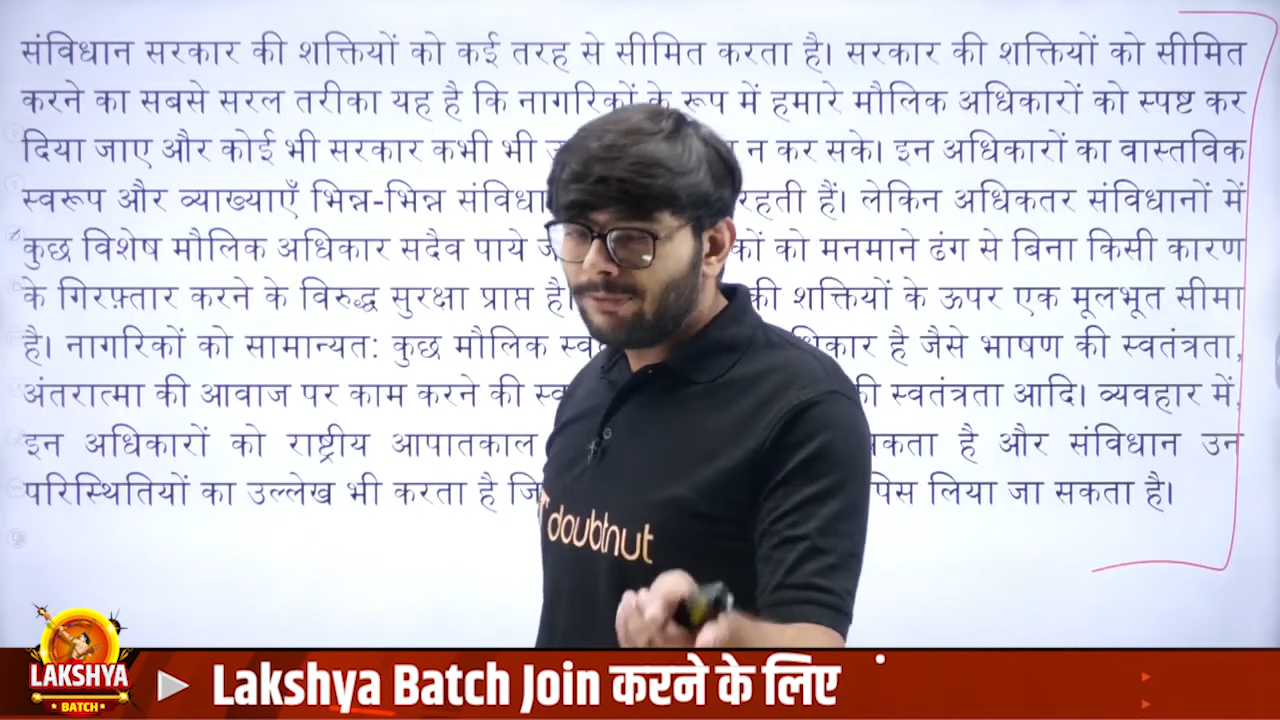 संविधान सरकार की शक्तियों को कई तरह से सीमित करता है। सरकार की शक्तियों को सीमित
करने का सबसे सरल तरीका यह है कि नागरिकों के रूप में हमारे मौलिक अधिकारों को स्पष्ट कर
दिया जाए और कोई भी सरकार कभी भी न कर सके। इन अधिकारों का वास्तविक
स्वरूप और व्याख्याएँ भिन्न-भिन्न रहती हैं। लेकिन अधिकतर संविधानों में
कुछ विशेष मौलिक अधिकार सदैव पाये को मनमाने ढंग से बिना किसी कारण
के गिरफ़्तार करने के विरुद्ध सुरक्षा प्राप्त है। की शक्तियों के ऊपर एक मूलभूत सीमा
है। नागरिकों को सामान्यत: कुछ मौलिक है जैसे भाषण की स्वतंत्रता,
अंतरात्मा की आवाज पर काम करने की की स्वतंत्रता आदि। व्यवहार में,
इन अधिकारों को राष्ट्रीय आपातकाल है और संविधान उन
परिस्थितियों का उल्लेख भी करता है लिया जा सकता है।
doubtnut
LAKSHYA
BATCH
Lakshya Batch Join करने के लिए